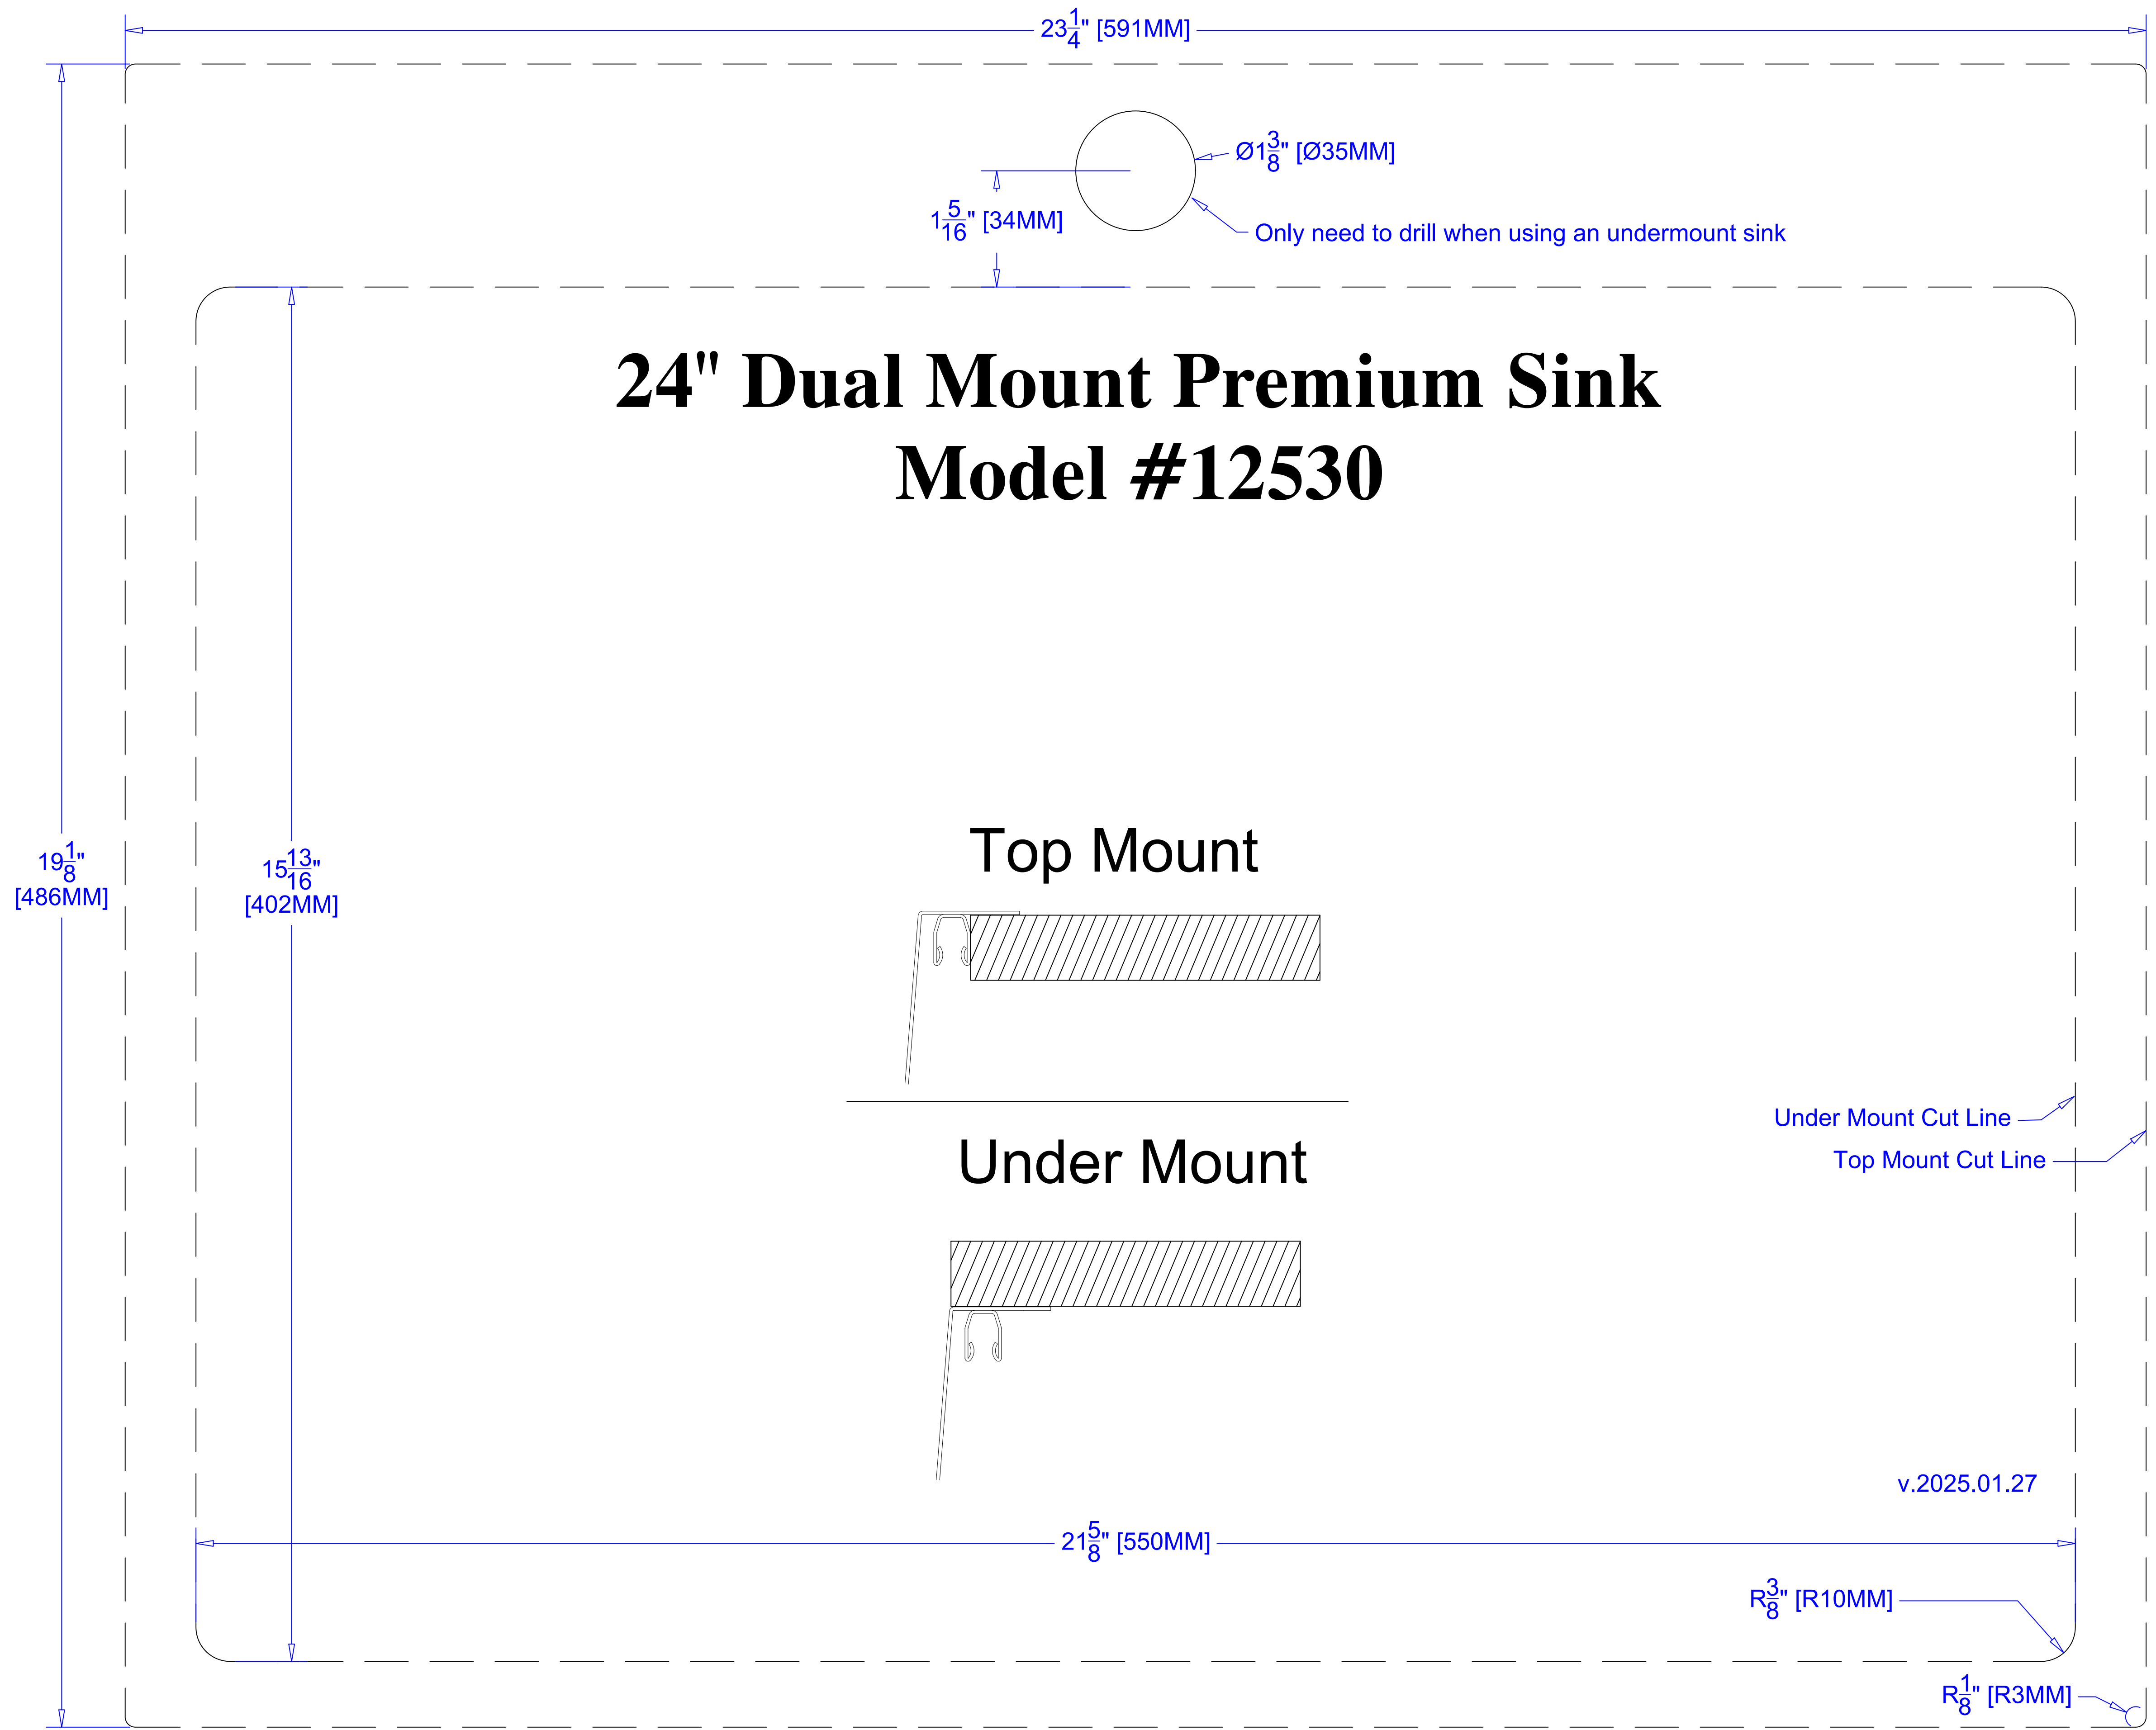 23 1/4" [591MM]
Ø1 3/8" [Ø35MM]
1 5/16" [34MM]
Only need to drill when using an undermount sink
24" Dual Mount Premium Sink
Model #12530
Top Mount
19 1/8"
[486MM]
15 13/16"
[402MM]
Under Mount Cut Line
Top Mount Cut Line
Under Mount
v.2025.01.27
21 5/8" [550MM]
R3/8" [R10MM]
R1/8" [R3MM]